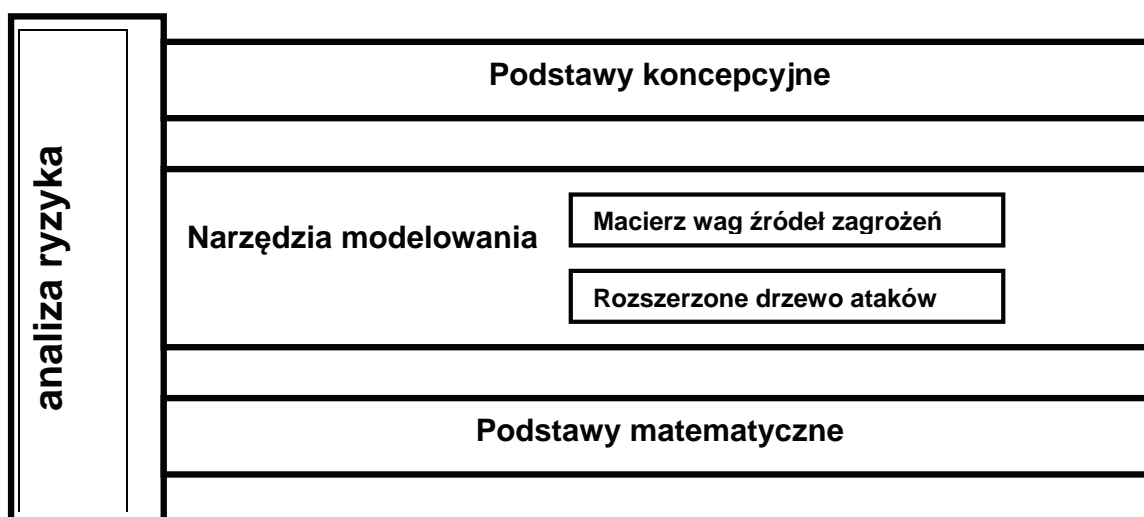 analiza ryzyka
Podstawy koncepcyjne
Narzędzia modelowania
Macierz wag źródeł zagrożeń
Rozszerzone drzewo ataków
Podstawy matematyczne